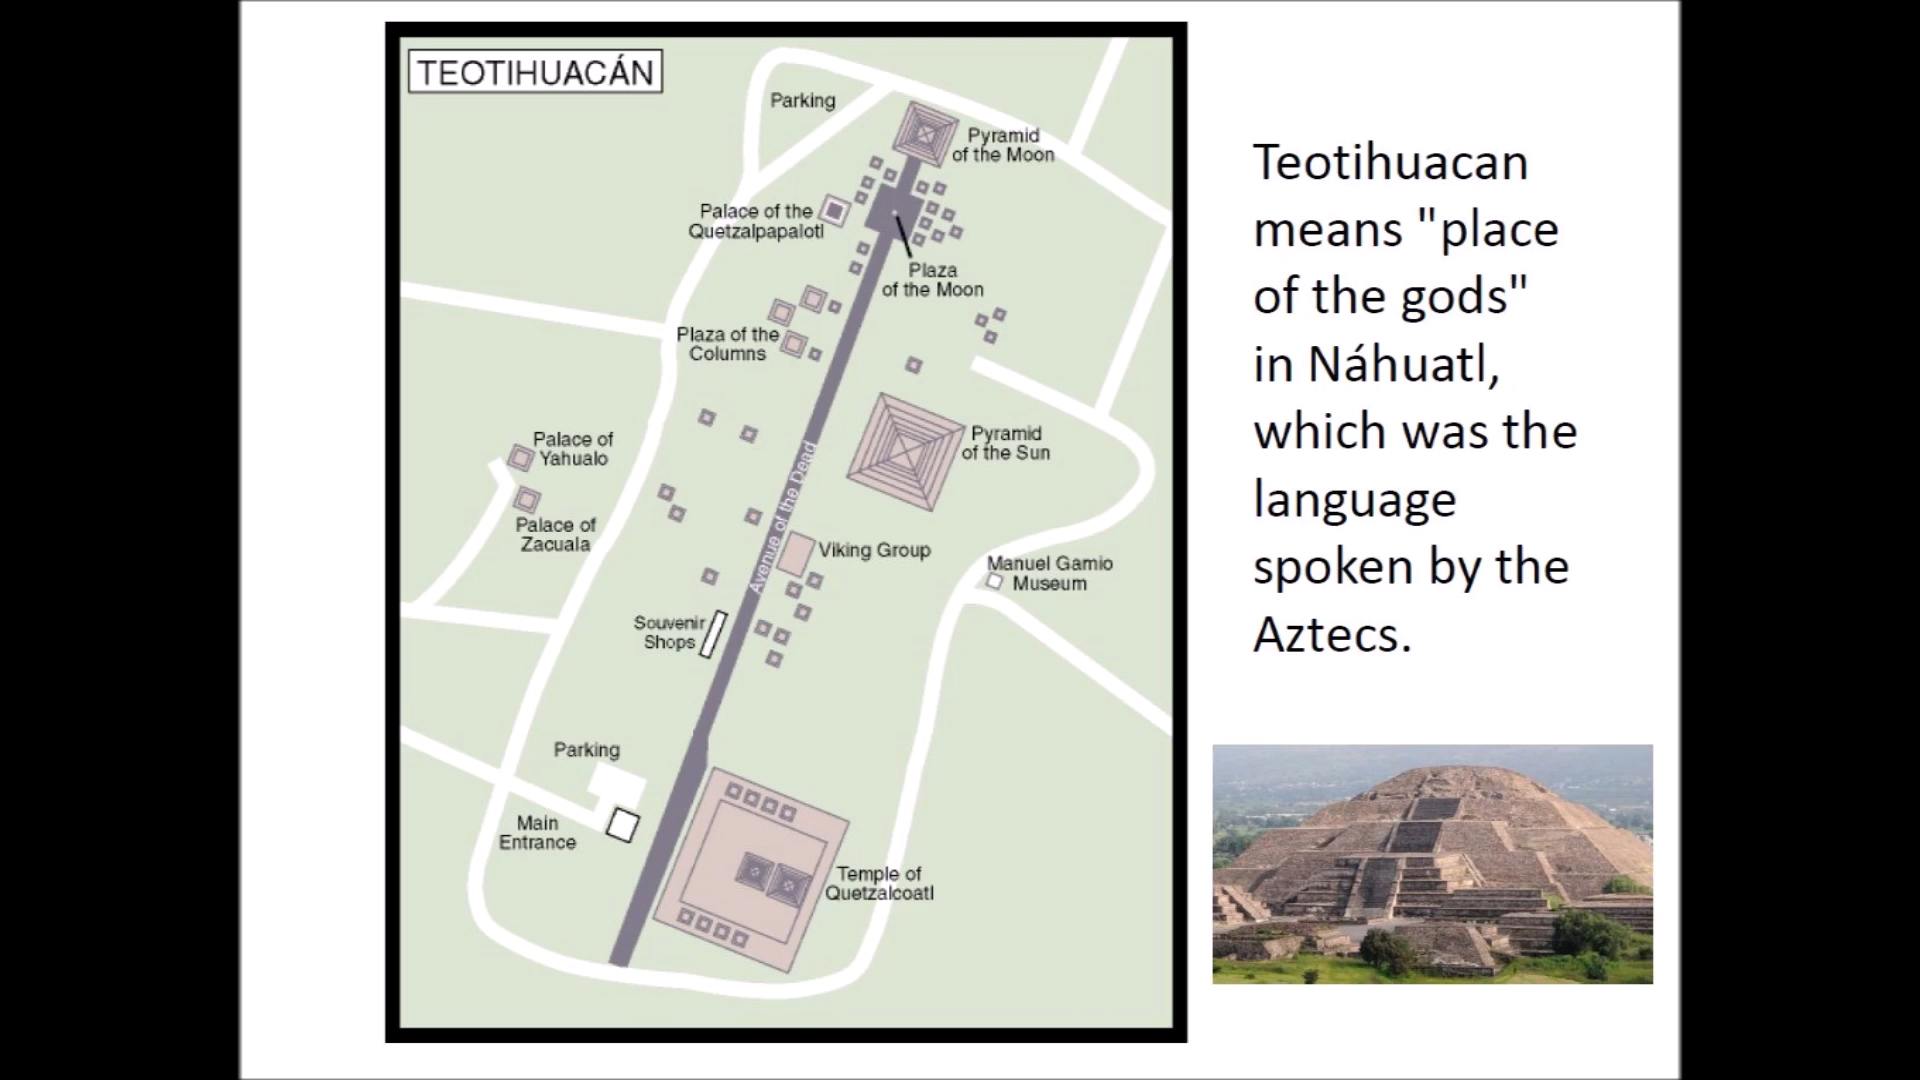 TEOTIHUACÁN
Parking
Pyramid
of the Moon
Palace of the
Quetzalpapalotl
Plaza
of the Moon
Plaza of the
Columns
Pyramid
of the Sun
Palace of
Yahualo
Palace of
Zacuala
Avenue of the Dead
Viking Group
Manuel Gamio
Museum
Souvenir
Shops
Parking
Main
Entrance
Temple of
Quetzalcoatl
Teotihuacan
means "place
of the gods"
in Náhuatl,
which was the
language
spoken by the
Aztecs.